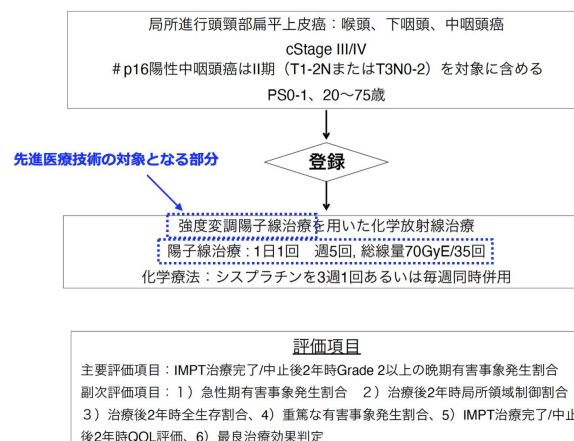 局所進行頭頸部扁平上皮癌：喉頭、下咽頭、中咽頭癌
cStage III/IV
＃p16陽性中咽頭癌はII期（T1-2NまたはT3N0-2）を対象に含める
PS0-1、20〜75歳
先進医療技術の対象となる部分
登録
強度変調陽子線治療を用いた化学放射線治療
陽子線治療：1日1回　週5回, 総線量70GyE/35回
化学療法：シスプラチンを3週1回あるいは毎週同時併用
評価項目
主要評価項目：IMPT治療完了/中止後2年時Grade 2以上の晩期有害事象発生割合
副次評価項目：１）急性期有害事象発生割合　２）治療後2年時局所領域制御割合
３）治療後2年時全生存割合、4）重篤な有害事象発生割合、5）IMPT治療完了/中止
後2年時QOL評価、6）最良治療効果判定